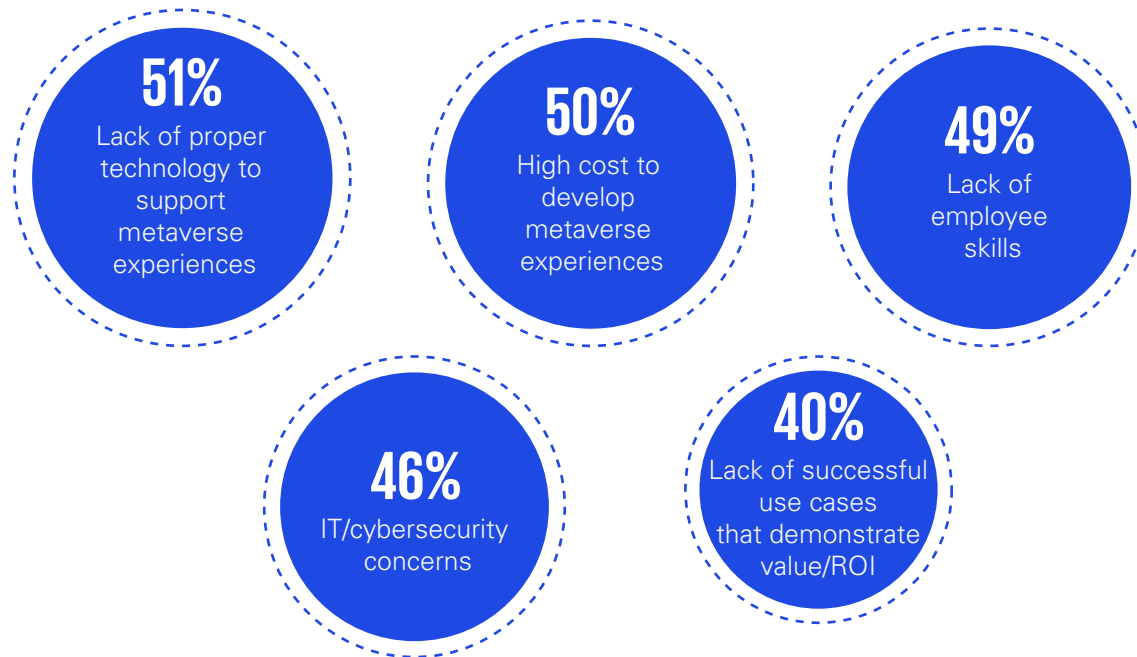 51%
Lack of proper
technology to
support
metaverse
experiences
50%
High cost to
develop
metaverse
experiences
49%
Lack of
employee
skills
46%
IT/cybersecurity
concerns
40%
Lack of successful
use cases
that demonstrate
value/ROI